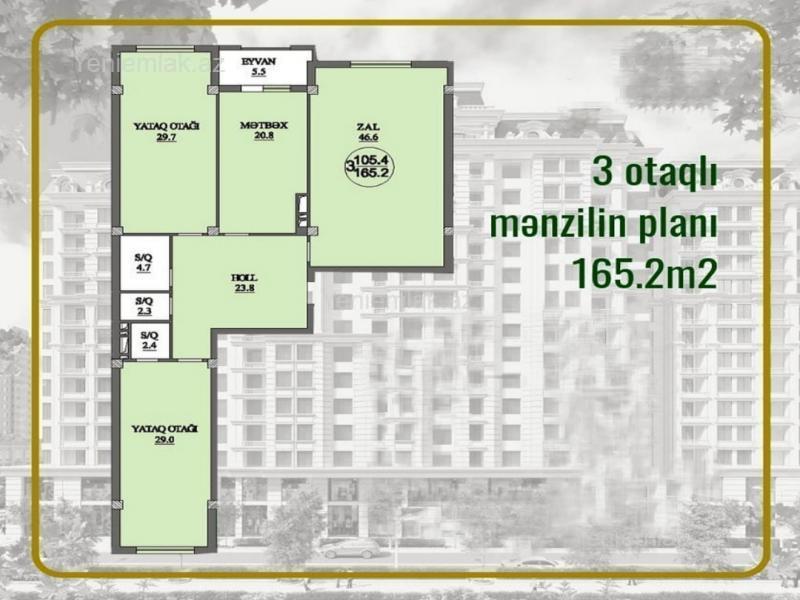 Yeniemlak.az
EYVAN
5.5
YATAQ OTAĞI
29.7
MƏTBƏX
20.8
ZAL
46.6
3 105.4
165.2
3 otaqlı
mənzilin planı
165.2m2
S/Q
4.7
HOLL
23.8
S/Q
2.3
Yeniemlak.az
S/Q
2.4
YATAQ OTAĞI
29.0